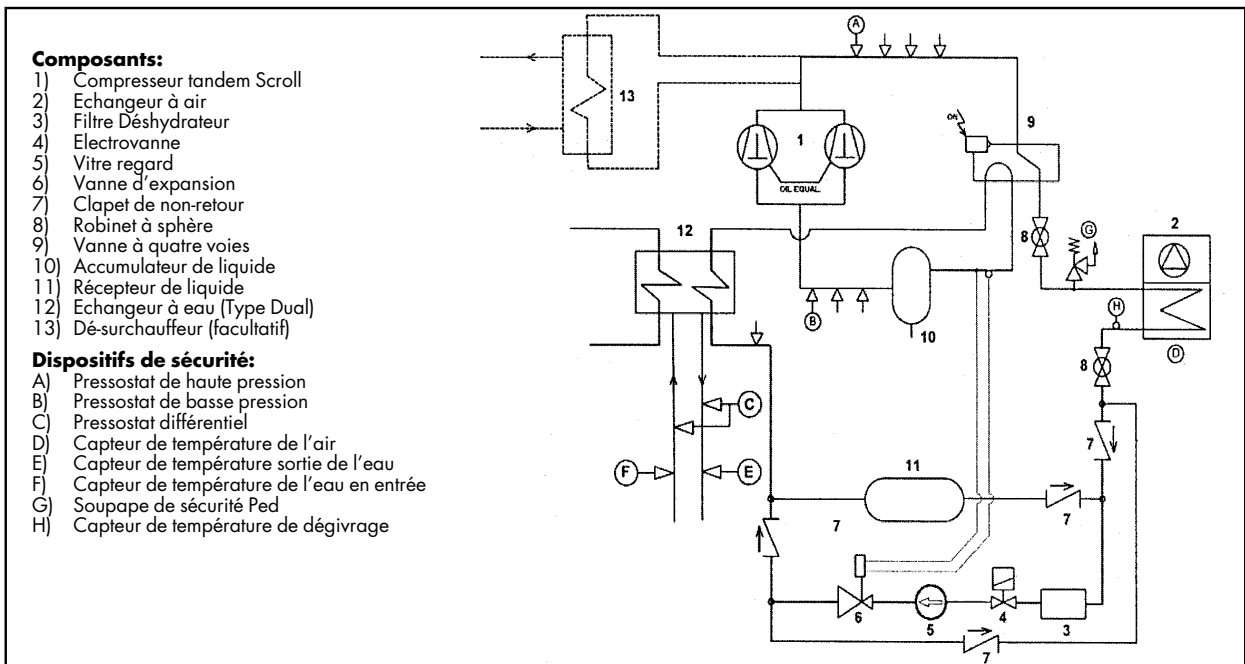 Composants:
1) Compresseur tandem Scroll
2) Echangeur à air
3) Filtre Déshydrateur
4) Electrovanne
5) Vitre regard
6) Vanne d'expansion
7) Clapet de non-retour
8) Robinet à sphère
9) Vanne à quatre voies
10) Accumulateur de liquide
11) Récepteur de liquide
12) Echangeur à eau (Type Dual)
13) Dé-surchauffeur (facultatif)
Dispositifs de sécurité:
A) Pressostat de haute pression
B) Pressostat de basse pression
C) Pressostat différentiel
D) Capteur de température de l'air
E) Capteur de température sortie de l'eau
F) Capteur de température de l'eau en entrée
G) Soupape de sécurité Ped
H) Capteur de température de dégivrage
A
13
1
ON
9
OIL EQUAL.
12
8
G
2
B
10
H
D
8
C
7
F
E
11
7
7
6
5
4
3
7